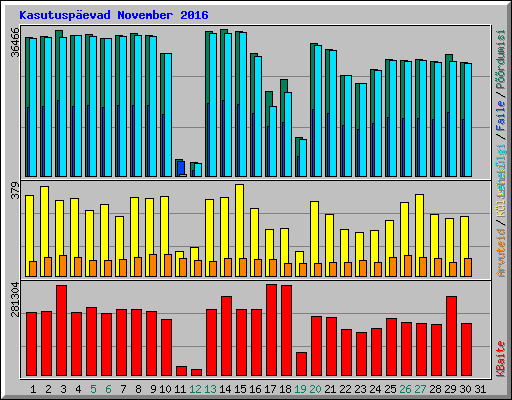 Kasutuspäevad November 2016
36466
379
281304
Pöördumisi / Faile / Lehekülgi
Külastusi / Arvuteid
KBaite
1 2 3 4 5 6 7 8 9 10 11 12 13 14 15 16 17 18 19 20 21 22 23 24 25 26 27 28 29 30 31